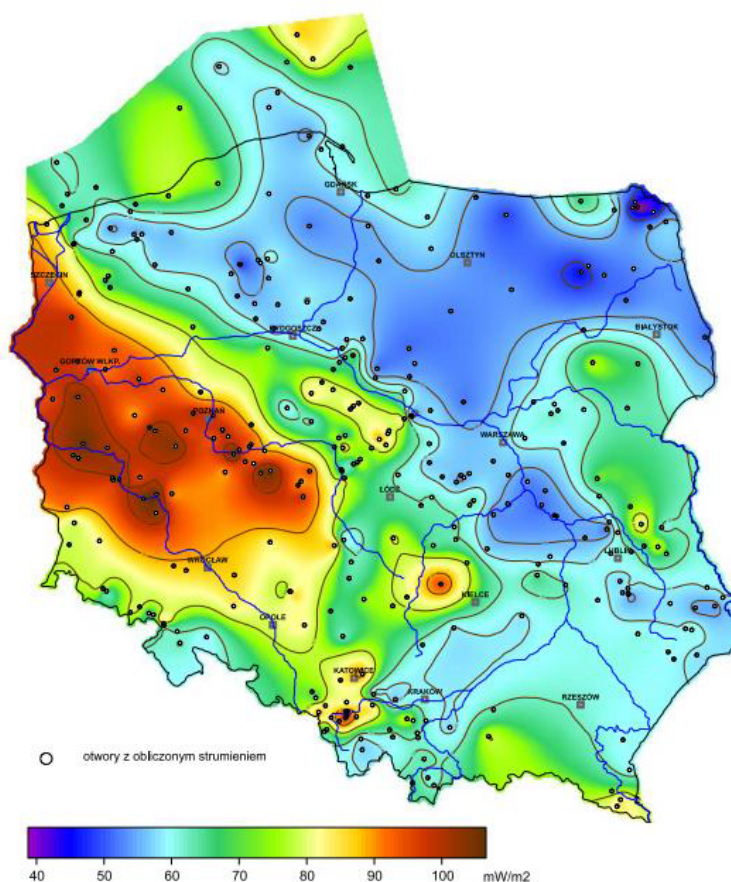 GDAŃSK
OLSZTYN
SZCZECIN
BYDGOSZCZ
BIAŁYSTOK
GORZÓW WLKP.
POZNAŃ
WARSZAWA
ŁÓDŹ
LUBLIN
WROCŁAW
KIELCE
OPOLE
KATOWICE
KRAKÓW
RZESZÓW
otwory z obliczonym strumieniem
40 50 60 70 80 90 100 mW/m2